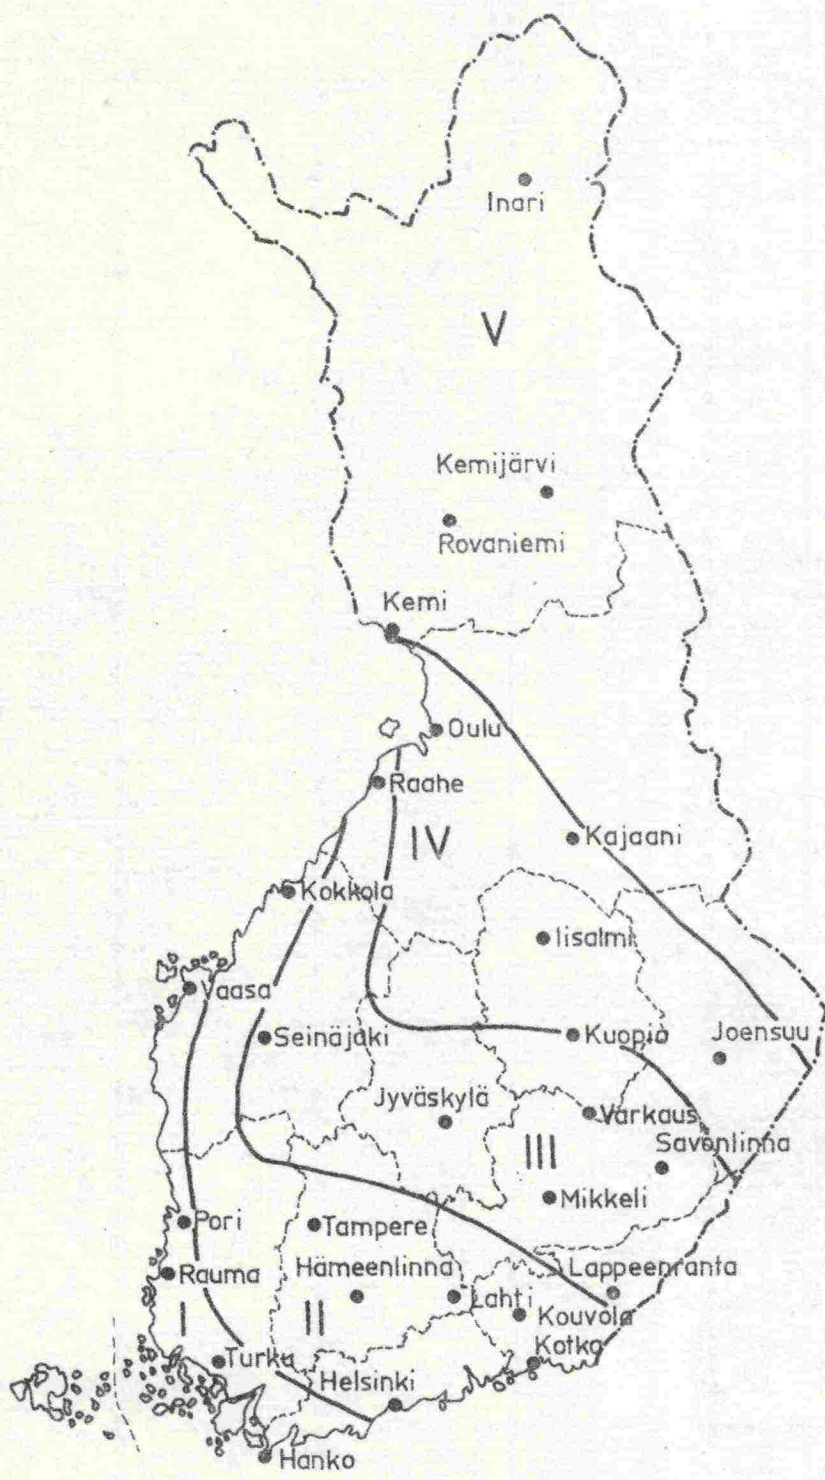 Inari
V
Kemijärvi
Rovaniemi
Kemi
Oulu
Raahe
IV
Kajaani
Kokkola
Iisalmi
Vaasa
Seinäjoki
Kuopio
Joensuu
Jyväskylä
Varkaus
III
Savonlinna
Mikkeli
Pori
Tampere
Rauma
Hämeenlinna
Lappeenranta
I
II
Lahti
Kouvola
Kotka
Turku
Helsinki
Hanko